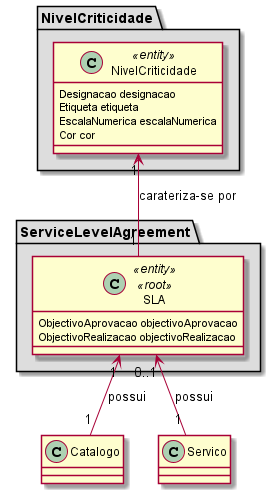 NivelCriticidade
C
«entity»
NivelCriticidade
Designacao designacao
Etiqueta etiqueta
EscalaNumerica escalaNumerica
Cor cor
1
carateriza-se por
1
ServiceLevelAgreement
C
«entity»
«root»
SLA
ObjectivoAprovacao objectivoAprovacao
ObjectivoRealizacao objectivoRealizacao
1
0..1
possui
possui
1
1
C Catalogo
C Servico